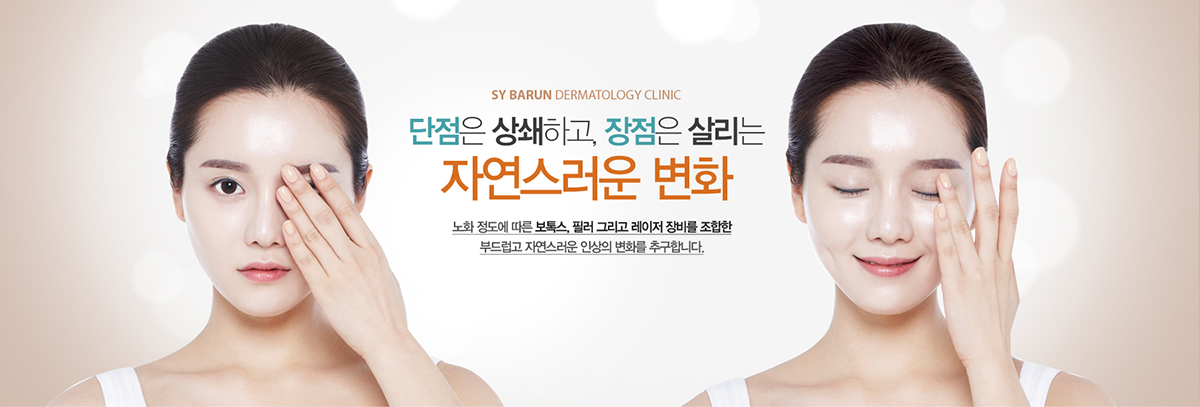 SY BARUN DERMATOLOGY CLINIC
단점은 상쇄하고, 장점은 살리는
자연스러운 변화
노화 정도에 따른 보톡스, 필러 그리고 레이저 장비를 조합한
부드럽고 자연스러운 인상의 변화를 추구합니다.